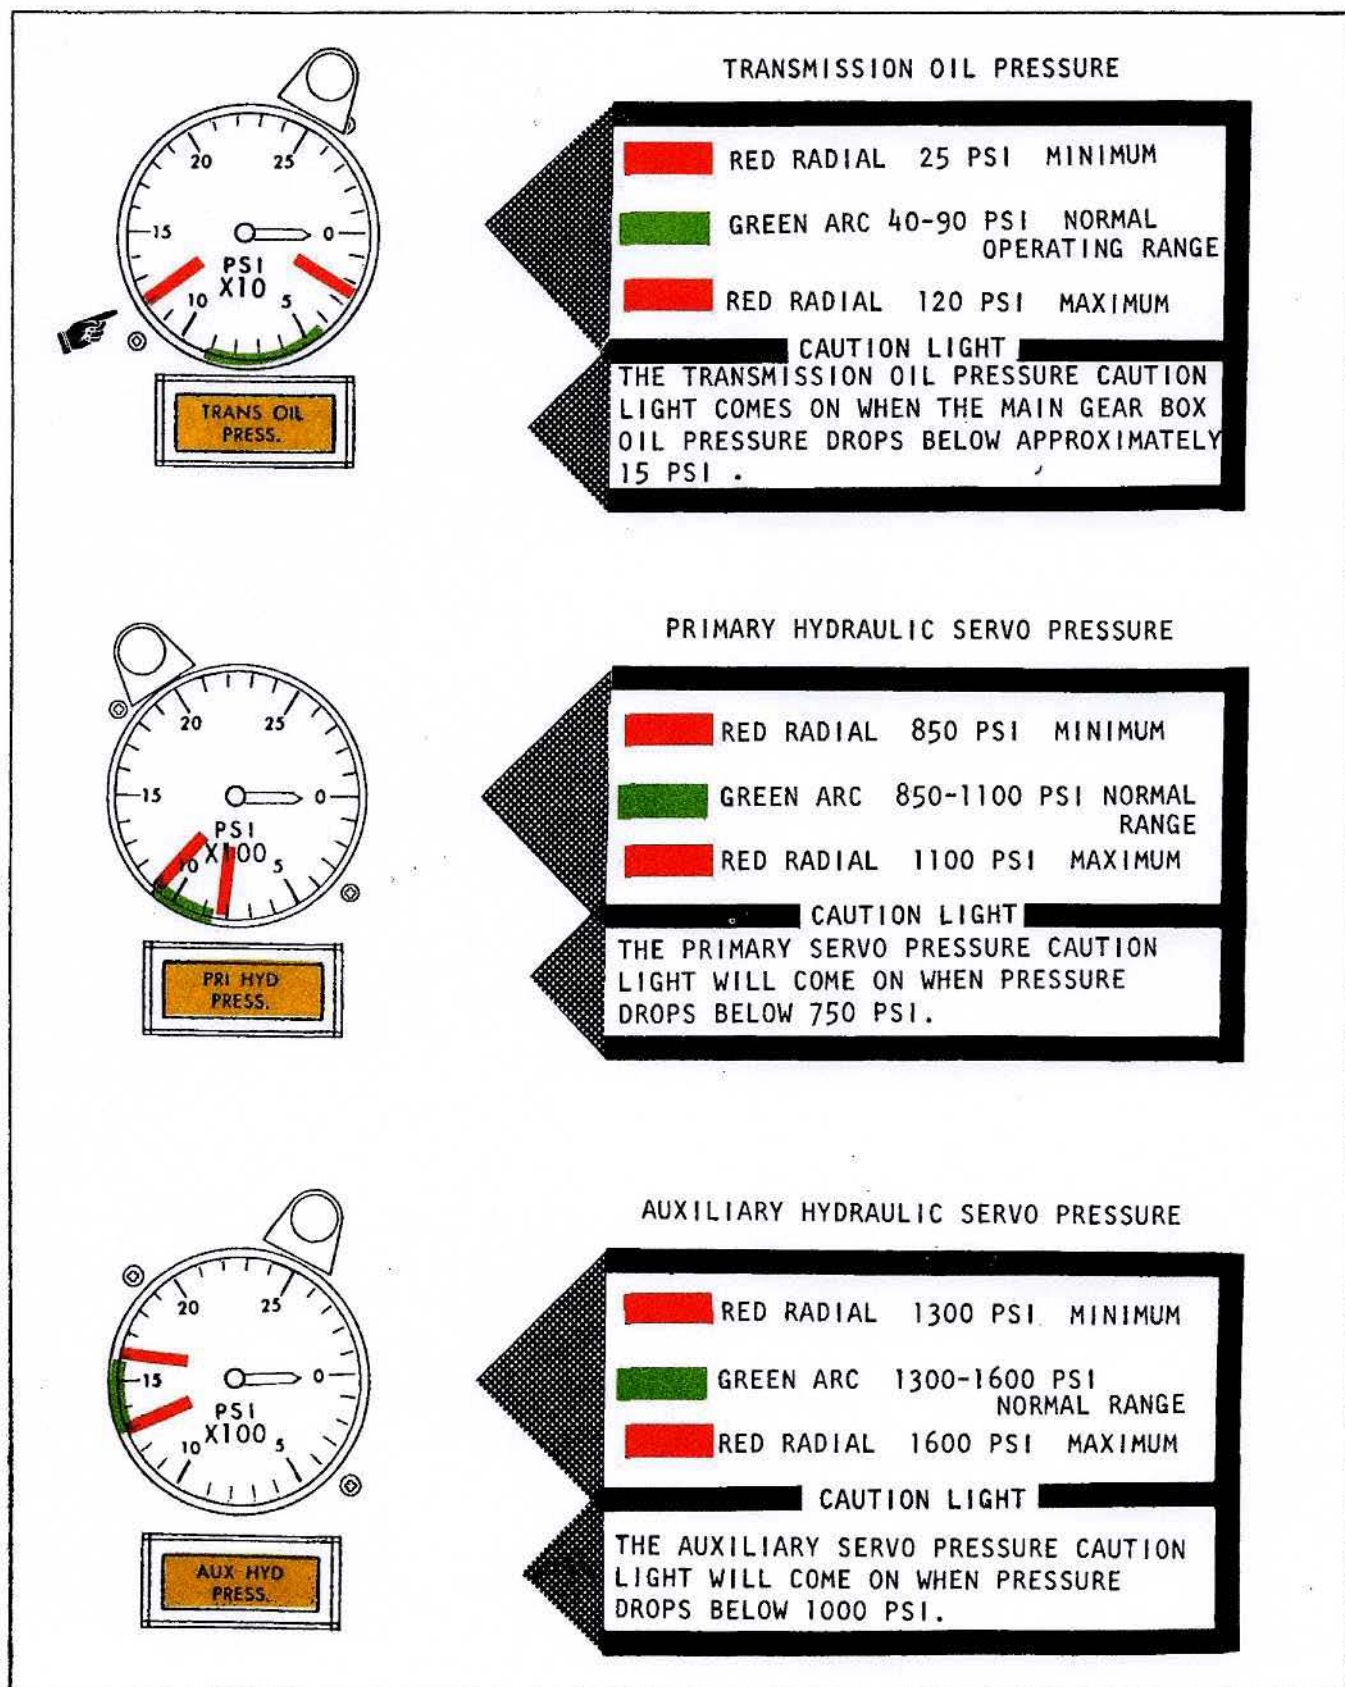 TRANSMISSION OIL PRESSURE
20
25
15
0
PSI
X10
10
5
TRANS OIL
PRESS.
RED RADIAL 25 PSI MINIMUM
GREEN ARC 40-90 PSI NORMAL
OPERATING RANGE
RED RADIAL 120 PSI MAXIMUM
CAUTION LIGHT
THE TRANSMISSION OIL PRESSURE CAUTION
LIGHT COMES ON WHEN THE MAIN GEAR BOX
OIL PRESSURE DROPS BELOW APPROXIMATELY
15 PSI .
PRIMARY HYDRAULIC SERVO PRESSURE
20
25
15
0
PSI
X100
10
5
PRI HYD
PRESS.
RED RADIAL 850 PSI MINIMUM
GREEN ARC 850-1100 PSI NORMAL
RANGE
RED RADIAL 1100 PSI MAXIMUM
CAUTION LIGHT
THE PRIMARY SERVO PRESSURE CAUTION
LIGHT WILL COME ON WHEN PRESSURE
DROPS BELOW 750 PSI.
AUXILIARY HYDRAULIC SERVO PRESSURE
20
25
15
0
PSI
X100
10
5
AUX HYD
PRESS.
RED RADIAL 1300 PSI MINIMUM
GREEN ARC 1300-1600 PSI
NORMAL RANGE
RED RADIAL 1600 PSI MAXIMUM
CAUTION LIGHT
THE AUXILIARY SERVO PRESSURE CAUTION
LIGHT WILL COME ON WHEN PRESSURE
DROPS BELOW 1000 PSI.